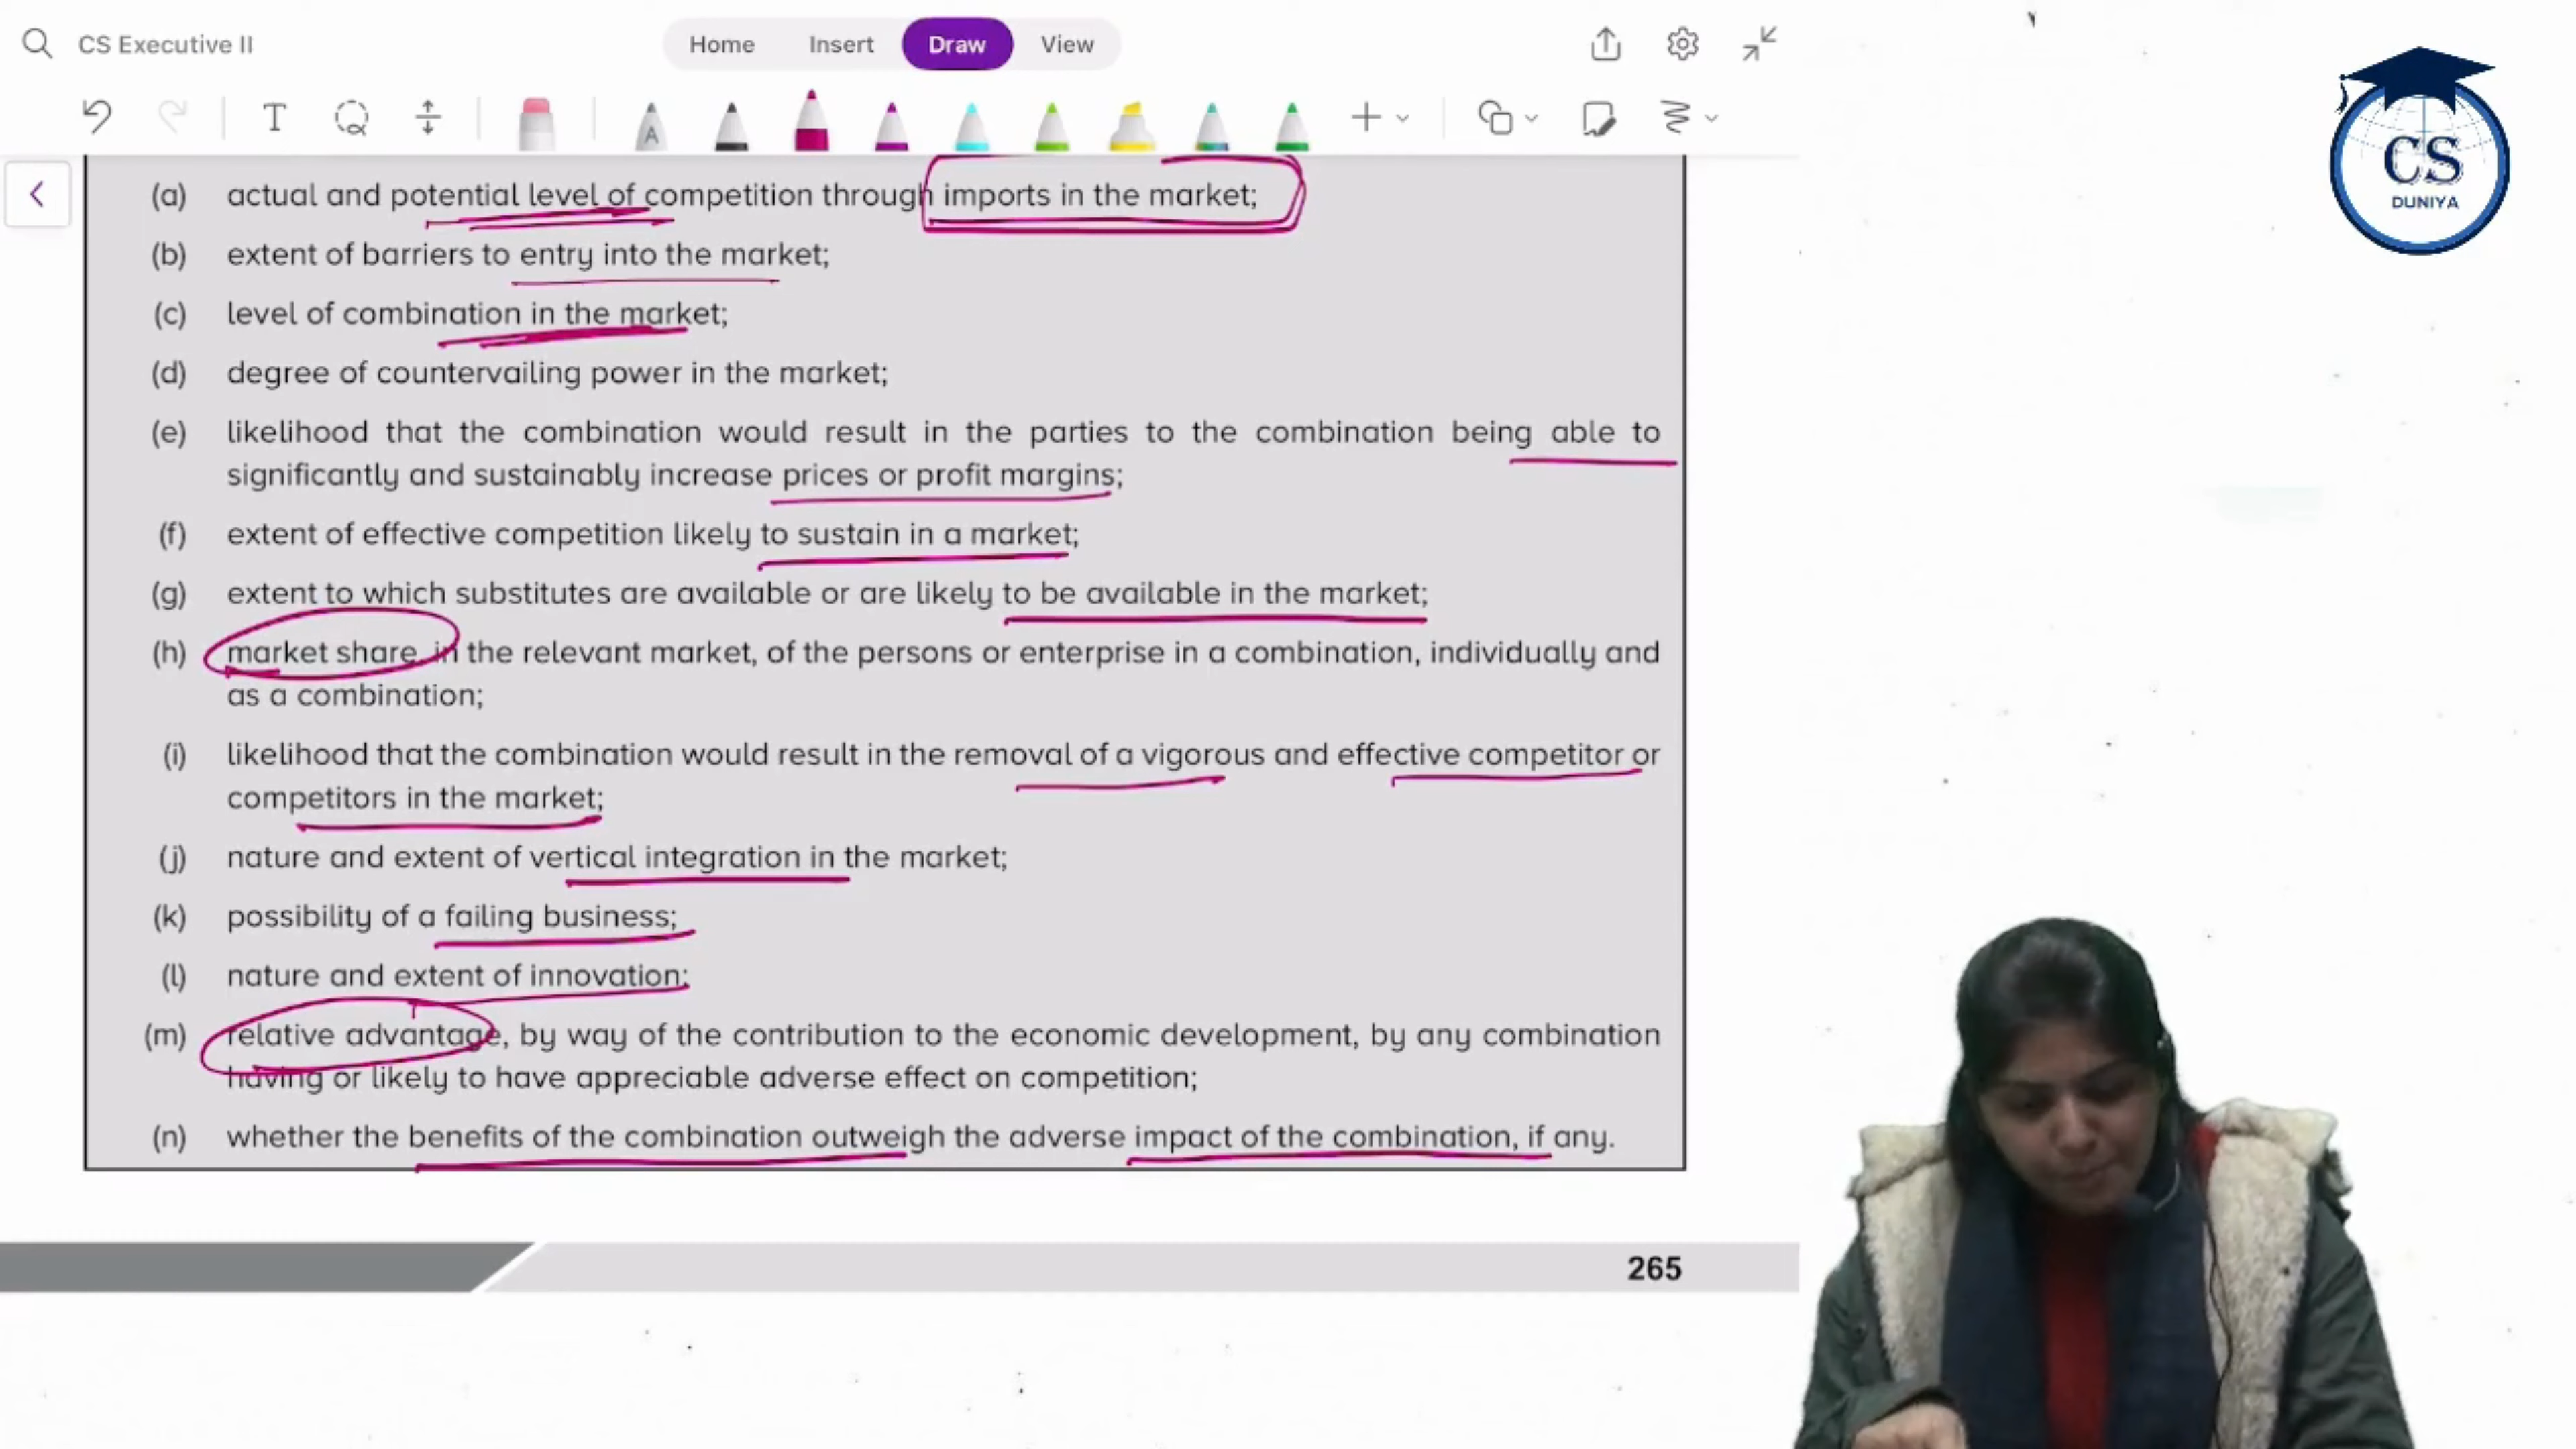 CS Executive II
Home Insert Draw View
T
A
CS
DUNIYA
(a) actual and potential level of competition through imports in the market;
(b) extent of barriers to entry into the market;
(c) level of combination in the market;
(d) degree of countervailing power in the market;
(e) likelihood that the combination would result in the parties to the combination being able to
significantly and sustainably increase prices or profit margins;
(f) extent of effective competition likely to sustain in a market;
(g) extent to which substitutes are available or are likely to be available in the market;
(h) market share, in the relevant market, of the persons or enterprise in a combination, individually and
as a combination;
(i) likelihood that the combination would result in the removal of a vigorous and effective competitor or
competitors in the market;
(j) nature and extent of vertical integration in the market;
(k) possibility of a failing business;
(l) nature and extent of innovation;
(m) relative advantage, by way of the contribution to the economic development, by any combination
having or likely to have appreciable adverse effect on competition;
(n) whether the benefits of the combination outweigh the adverse impact of the combination, if any.
265